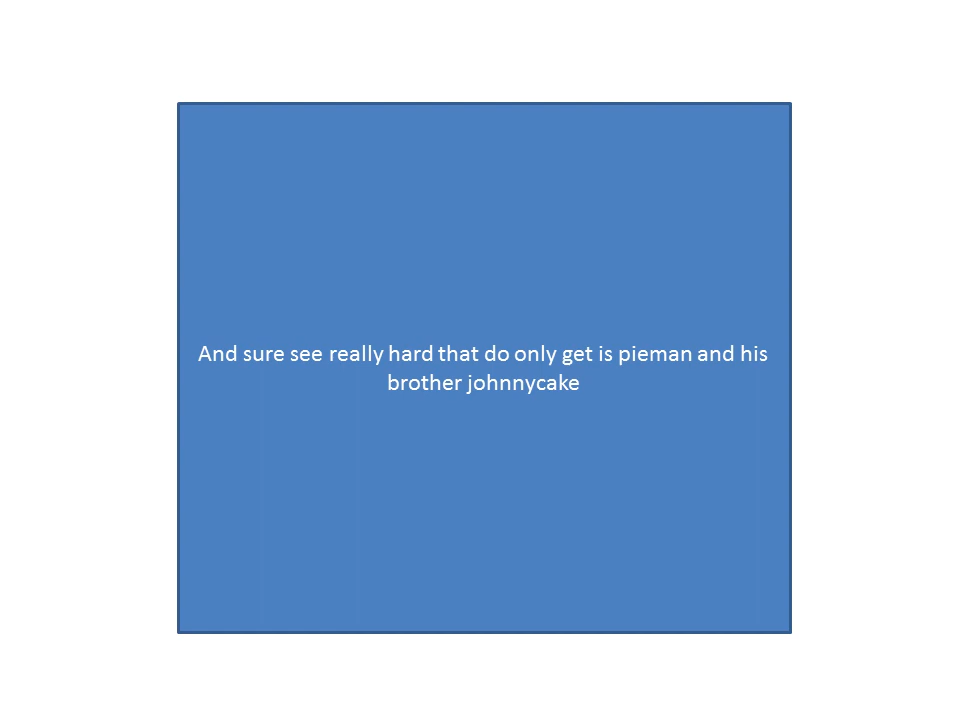 And sure see really hard that do only get is pieman and his
brother johnnycake